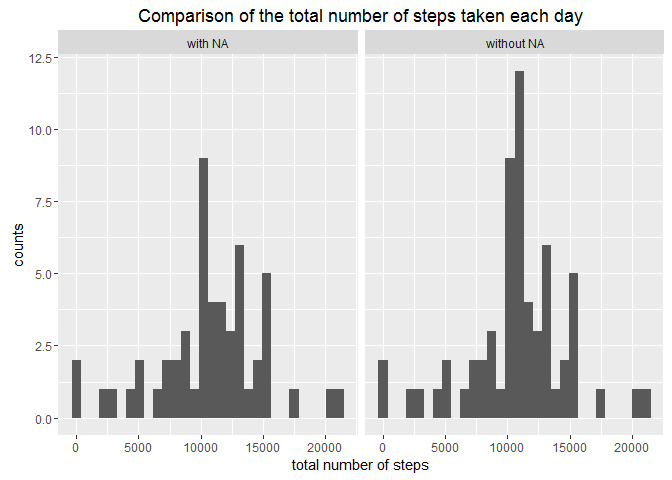 Comparison of the total number of steps taken each day
with NA
without NA
12.5
10.0
7.5
5.0
2.5
0.0
counts
0 5000 10000 15000 20000
0 5000 10000 15000 20000
total number of steps